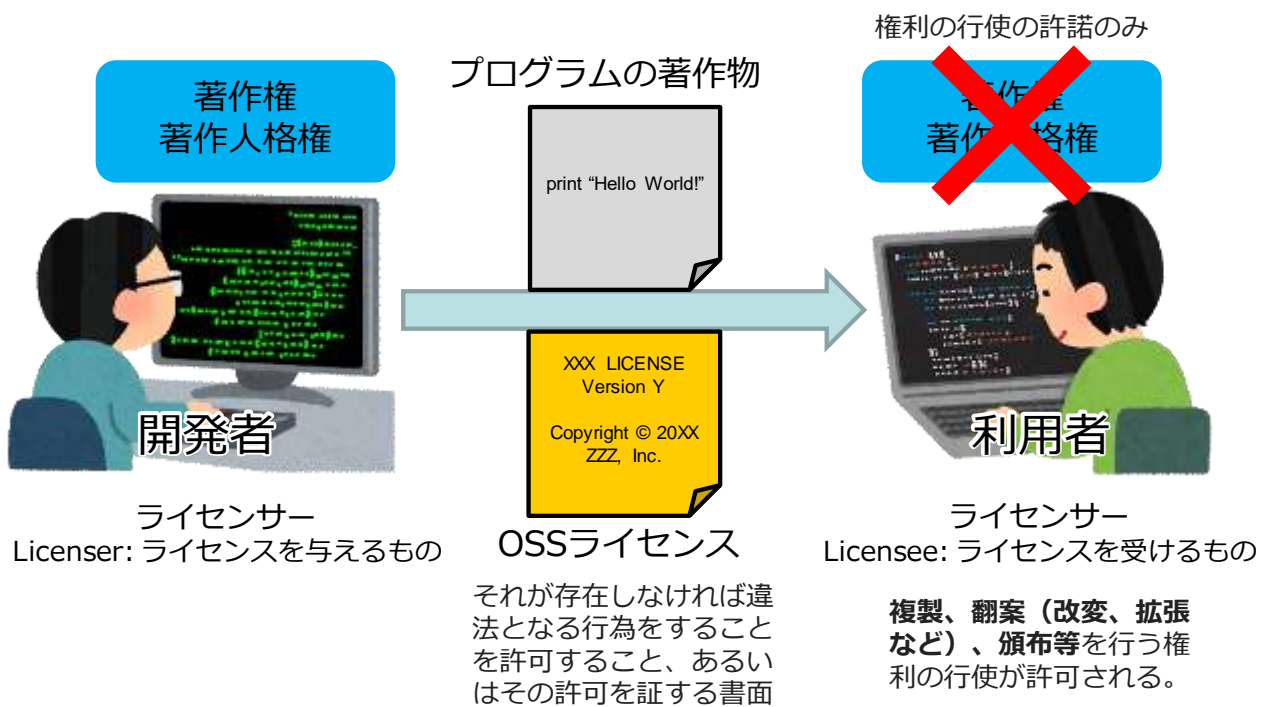 権利の行使の許諾のみ
著作権
著作人格権
プログラムの著作物
print “Hello World!”
著作権
著作人格権
XXX LICENSE
Version Y
Copyright © 20XX
ZZZ, Inc.
開発者
利用者
ライセンサー
Licenser: ライセンスを与えるもの
OSSライセンス
それが存在しなければ違
法となる行為をすること
を許可すること、あるい
はその許可を証する書面
ライセンサー
Licensee: ライセンスを受けるもの
複製、翻案（改変、拡張
など）、頒布等を行う権
利の行使が許可される。